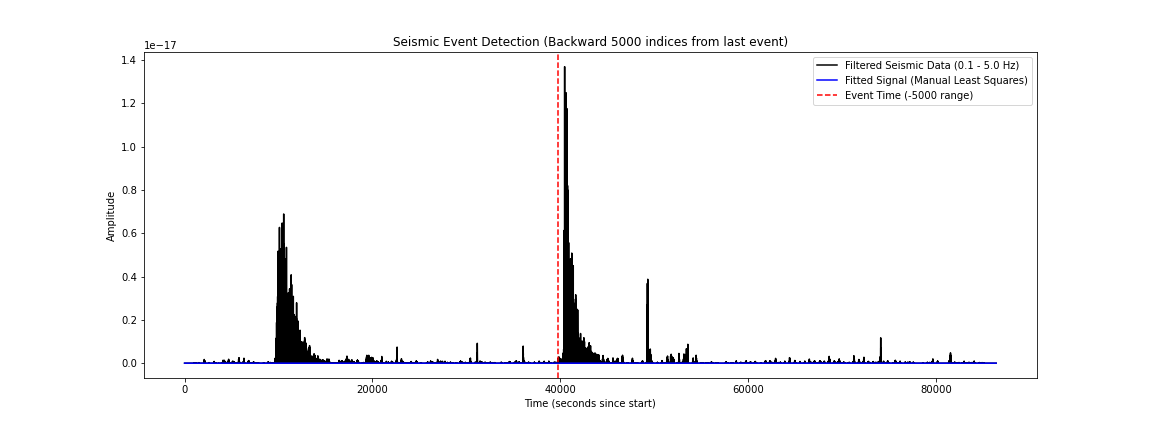 Seismic Event Detection (Backward 5000 indices from last event)
1e−17
1.4
1.2
1.0
0.8
0.6
0.4
0.2
0.0
Amplitude
Filtered Seismic Data (0.1 - 5.0 Hz)
Fitted Signal (Manual Least Squares)
Event Time (-5000 range)
0 20000 40000 60000 80000
Time (seconds since start)